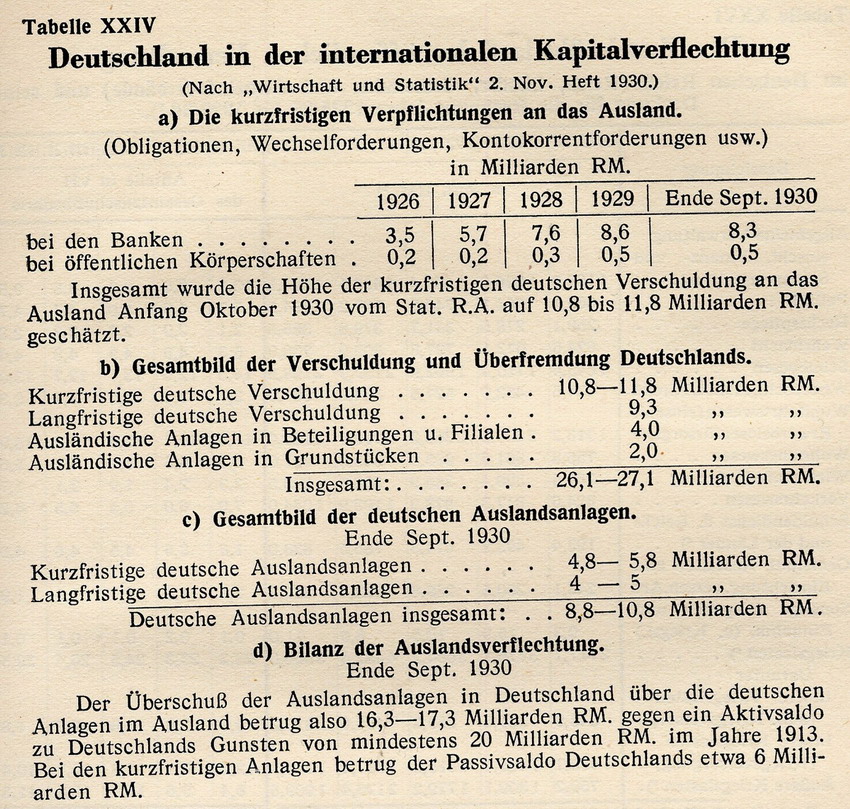 Tabelle XXIV
Deutschland in der internationalen Kapitalverflechtung
(Nach „Wirtschaft und Statistik“ 2. Nov. Heft 1930.)
a) Die kurzfristigen Verpflichtungen an das Ausland.
(Obligationen, Wechselforderungen, Kontokorrentforderungen usw.)
in Milliarden RM.
1926 | 1927 | 1928 | 1929 | Ende Sept. 1930
bei den Banken . . . . . . . . 3,5 | 5,7 | 7,6 | 8,6 | 8,3
bei öffentlichen Körperschaften . 0,2 | 0,2 | 0,3 | 0,5 | 0,5
Insgesamt wurde die Höhe der kurzfristigen deutschen Verschuldung an das
Ausland Anfang Oktober 1930 vom Stat. R.A. auf 10,8 bis 11,8 Milliarden RM.
geschätzt.
b) Gesamtbild der Verschuldung und Überfremdung Deutschlands.
Kurzfristige deutsche Verschuldung . . . . . . . 10,8—11,8 Milliarden RM.
Langfristige deutsche Verschuldung . . . . . . . 9,3 „ „
Ausländische Anlagen in Beteiligungen u. Filialen . 4,0 „ „
Ausländische Anlagen in Grundstücken . . . . . 2,0 „ „
Insgesamt: . . . . . . . 26,1—27,1 Milliarden RM.
c) Gesamtbild der deutschen Auslandsanlagen.
Ende Sept. 1930
Kurzfristige deutsche Auslandsanlagen . . . . . . 4,8— 5,8 Milliarden RM.
Langfristige deutsche Auslandsanlagen . . . . . . 4 — 5 „ „
Deutsche Auslandsanlagen insgesamt: . . 8,8—10,8 Milliarden RM.
d) Bilanz der Auslandsverflechtung.
Ende Sept. 1930
Der Überschuß der Auslandsanlagen in Deutschland über die deutschen
Anlagen im Ausland betrug also 16,3—17,3 Milliarden RM. gegen ein Aktivsaldo
zu Deutschlands Gunsten von mindestens 20 Milliarden RM. im Jahre 1913.
Bei den kurzfristigen Anlagen betrug der Passivsaldo Deutschlands etwa 6 Milli-
arden RM.